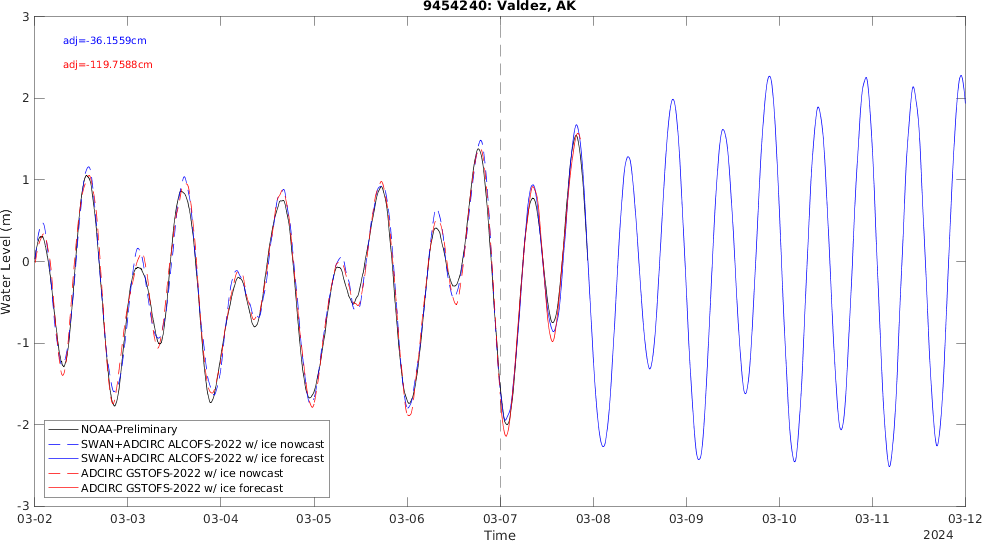 9454240: Valdez, AK
adj=-36.1559cm
adj=-119.7588cm
3
2
1
0
-1
-2
-3
Water Level (m)
NOAA-Preliminary
SWAN+ADCIRC ALCOFS-2022 w/ ice nowcast
SWAN+ADCIRC ALCOFS-2022 w/ ice forecast
ADCIRC GSTOFS-2022 w/ ice nowcast
ADCIRC GSTOFS-2022 w/ ice forecast
03-02 03-03 03-04 03-05 03-06 03-07 03-08 03-09 03-10 03-11 03-12
Time
2024